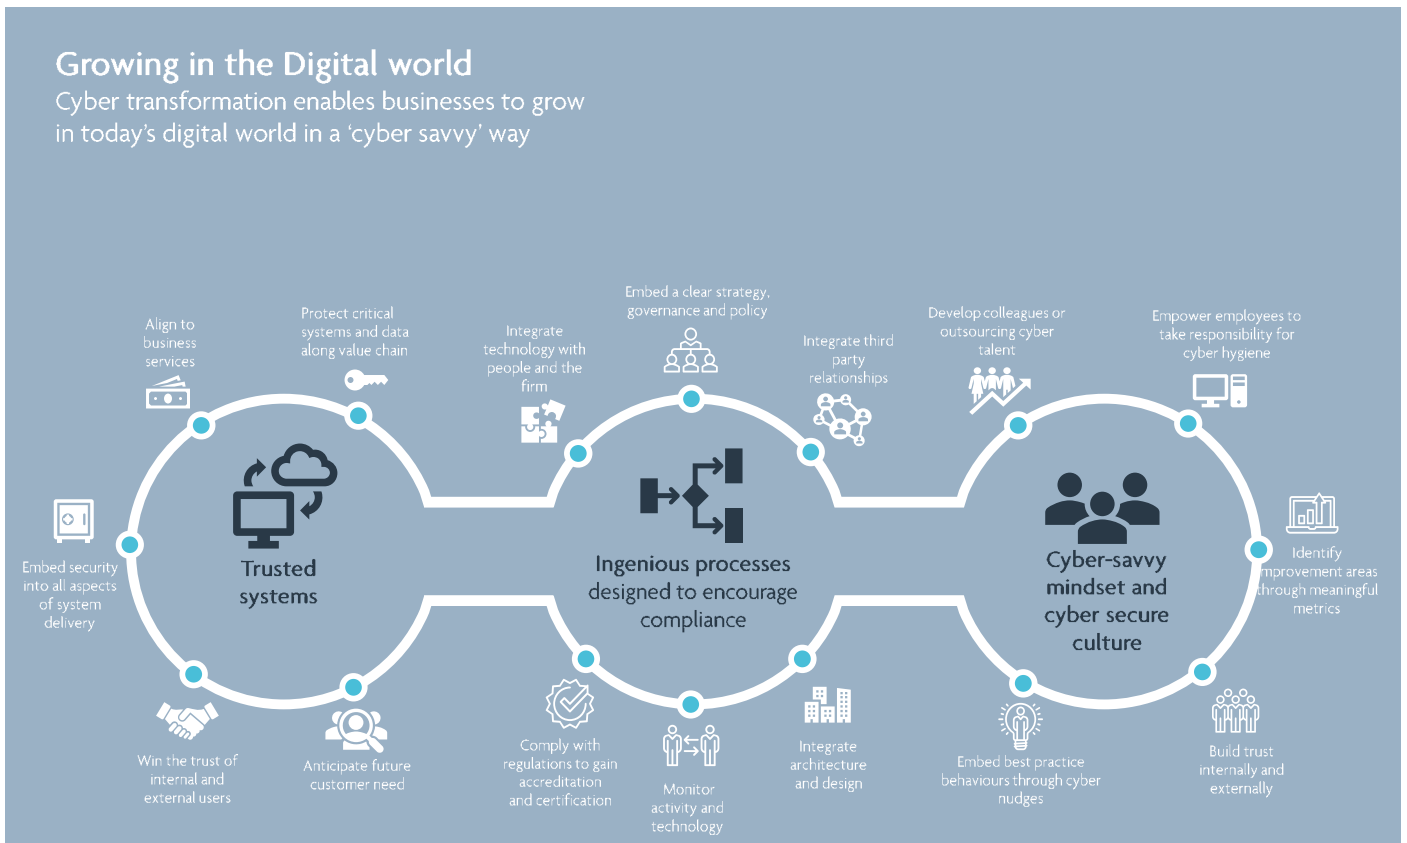 Growing in the Digital world
Cyber transformation enables businesses to grow
in today's digital world in a 'cyber savvy' way
Align to
business
services
Protect critical
systems and data
along value chain
Embed security
into all aspects
of system
delivery
Trusted
systems
Win the trust of
internal and
external users
Anticipate future
customer need
Integrate
technology with
people and the
firm
Embed a clear strategy,
governance and policy
Integrate third
party
relationships
Ingenious processes
designed to encourage
compliance
Comply with
regulations to gain
accreditation
and certification
Monitor
activity and
technology
Integrate
architecture
and design
Develop colleagues or
outsourcing cyber
talent
Empower employees to
take responsibility for
cyber hygiene
Cyber-savvy
mindset and
cyber secure
culture
Identify
improvement areas
through meaningful
metrics
Embed best practice
behaviours through cyber
nudges
Build trust
internally and
externally